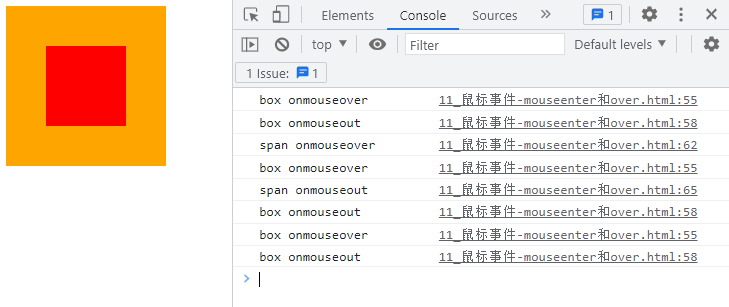 Elements Console Sources » 1
top ▼ Filter Default levels ▼
1 Issue: 1
box onmouseover 11_鼠标事件-mouseenter和over.html:55
box onmouseout 11_鼠标事件-mouseenter和over.html:58
span onmouseover 11_鼠标事件-mouseenter和over.html:62
box onmouseover 11_鼠标事件-mouseenter和over.html:55
span onmouseout 11_鼠标事件-mouseenter和over.html:65
box onmouseout 11_鼠标事件-mouseenter和over.html:58
box onmouseover 11_鼠标事件-mouseenter和over.html:55
box onmouseout 11_鼠标事件-mouseenter和over.html:58